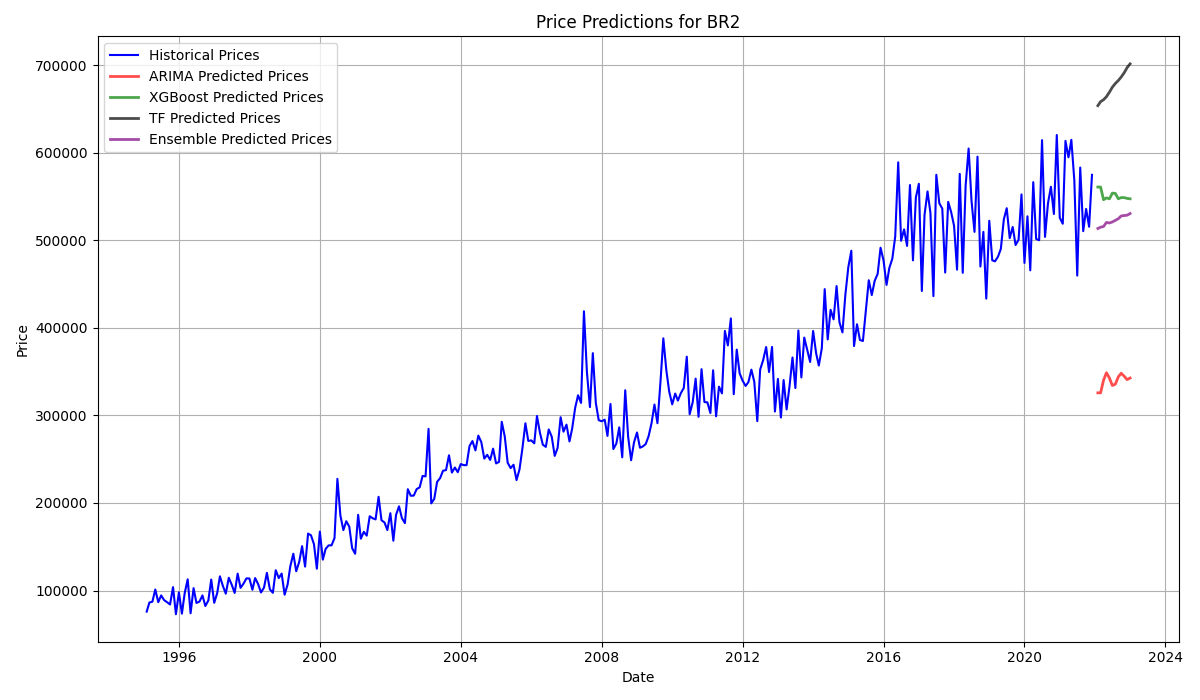 Price Predictions for BR2
Historical Prices
ARIMA Predicted Prices
XGBoost Predicted Prices
TF Predicted Prices
Ensemble Predicted Prices
700000
600000
500000
400000
300000
200000
100000
Price
1996
2000
2004
2008
2012
2016
2020
2024
Date